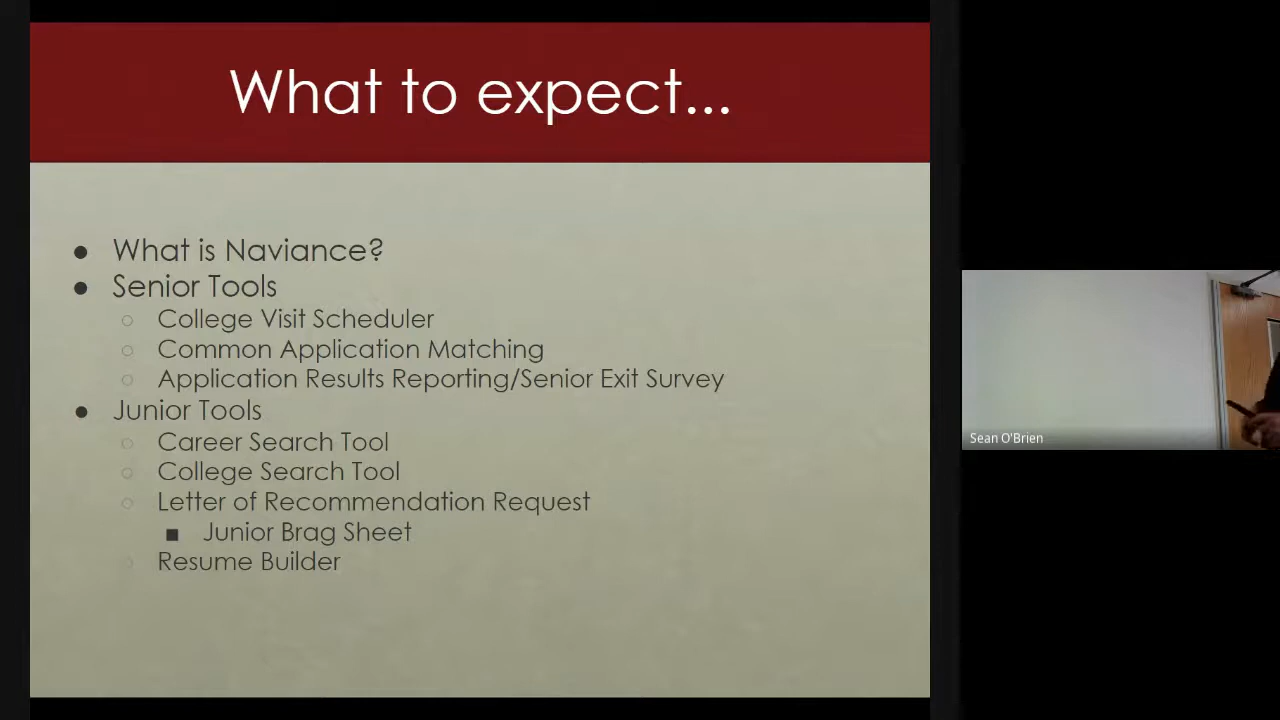 What to expect...
● What is Naviance?
● Senior Tools
○ College Visit Scheduler
○ Common Application Matching
○ Application Results Reporting/Senior Exit Survey
● Junior Tools
○ Career Search Tool
○ College Search Tool
○ Letter of Recommendation Request
■ Junior Brag Sheet
○ Resume Builder
Sean O'Brien